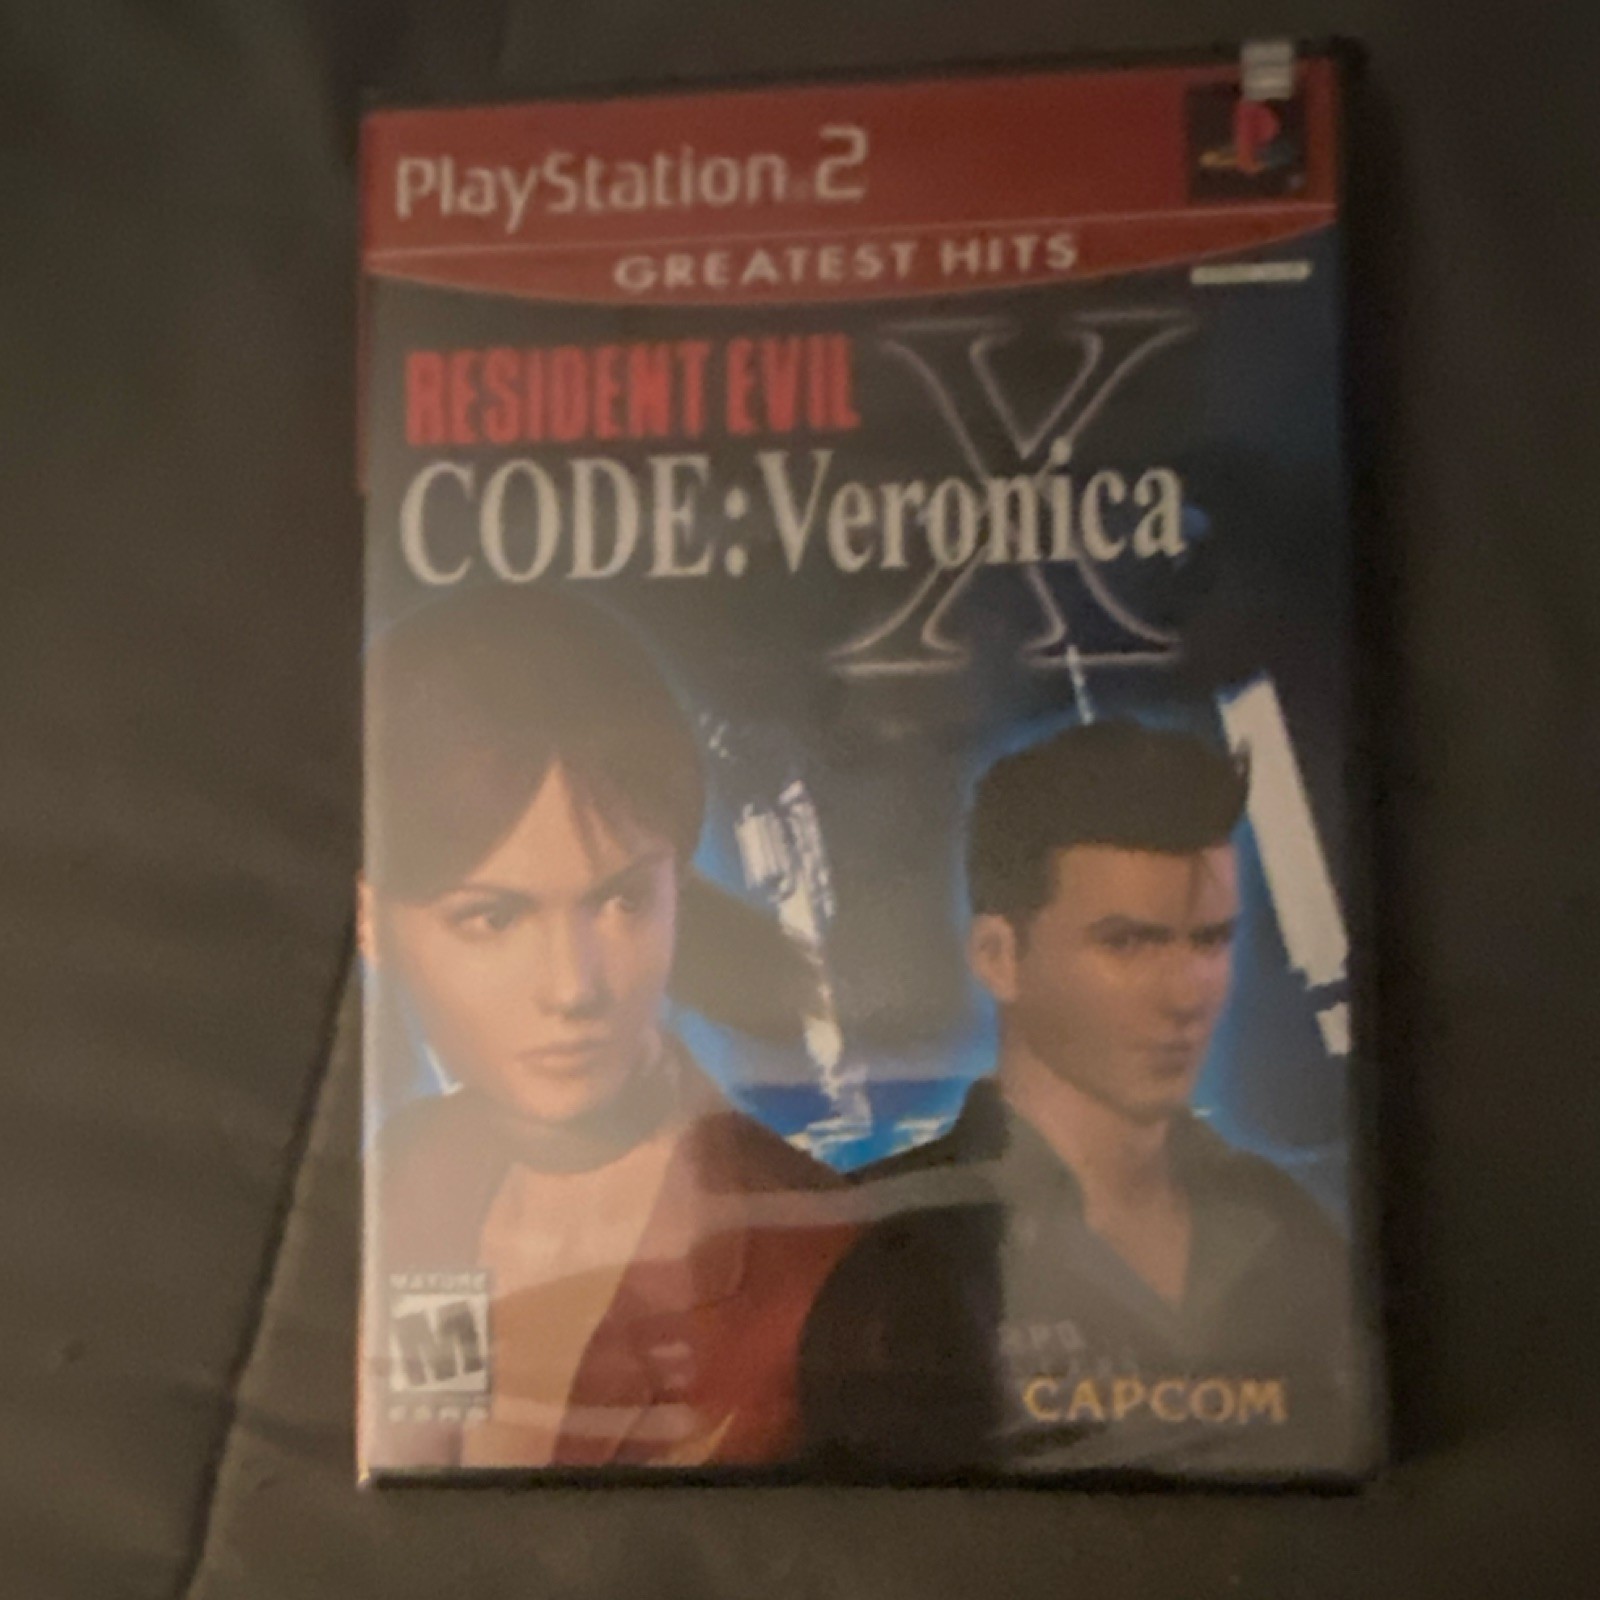 PlayStation 2
GREATEST HITS
RESIDENT EVIL X
CODE: Veronica
MATURE
M
CAPCOM